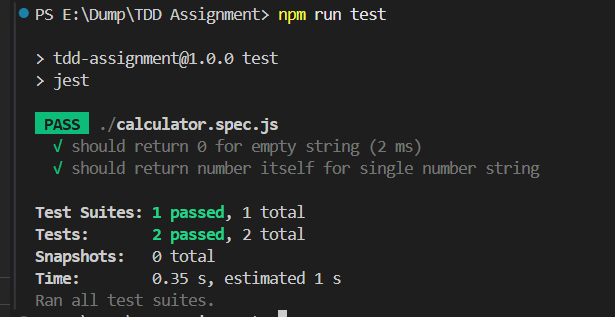 PS E:\Dump\TDD Assignment> npm run test
> tdd-assignment@1.0.0 test
> jest
PASS ./calculator.spec.js
√ should return 0 for empty string (2 ms)
√ should return number itself for single number string
Test Suites: 1 passed, 1 total
Tests: 2 passed, 2 total
Snapshots: 0 total
Time: 0.35 s, estimated 1 s
Ran all test suites.